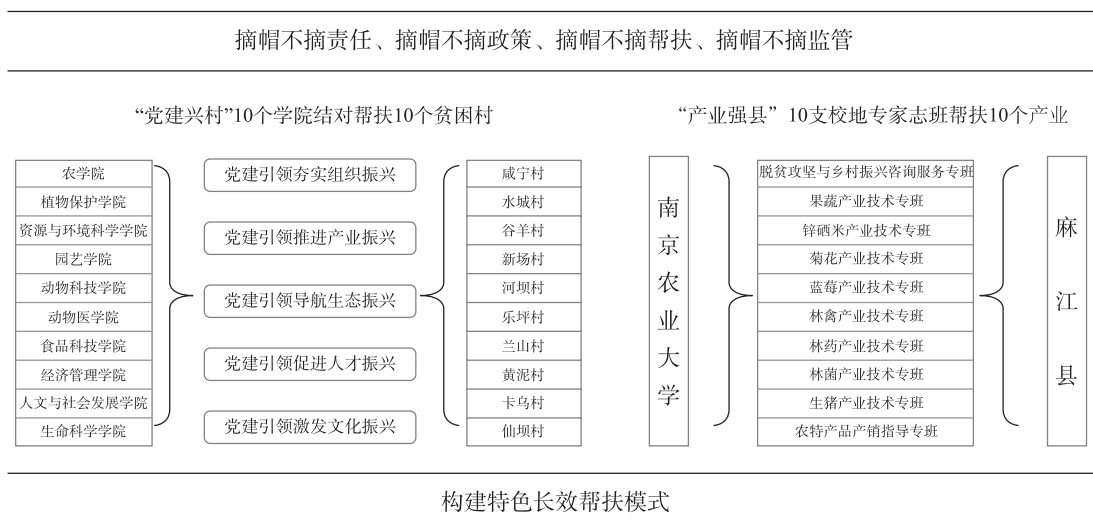 摘帽不摘责任、摘帽不摘政策、摘帽不摘帮扶、摘帽不摘监管
“党建兴村”10个学院结对帮扶10个贫困村
农学院
植物保护学院
资源与环境科学学院
园艺学院
动物科技学院
动物医学院
食品科技学院
经济管理学院
人文与社会发展学院
生命科学学院
党建引领夯实组织振兴
党建引领推进产业振兴
党建引领导航生态振兴
党建引领促进人才振兴
党建引领激发文化振兴
咸宁村
水城村
谷羊村
新场村
河坝村
乐坪村
兰山村
黄泥村
卡乌村
仙坝村
“产业强县”10支校地专家志班帮扶10个产业
南京农业大学
脱贫攻坚与乡村振兴咨询服务专班
果蔬产业技术专班
锌硒米产业技术专班
菊花产业技术专班
蓝莓产业技术专班
林禽产业技术专班
林药产业技术专班
林菌产业技术专班
生猪产业技术专班
农特产品产销指导专班
麻江县
构建特色长效帮扶模式